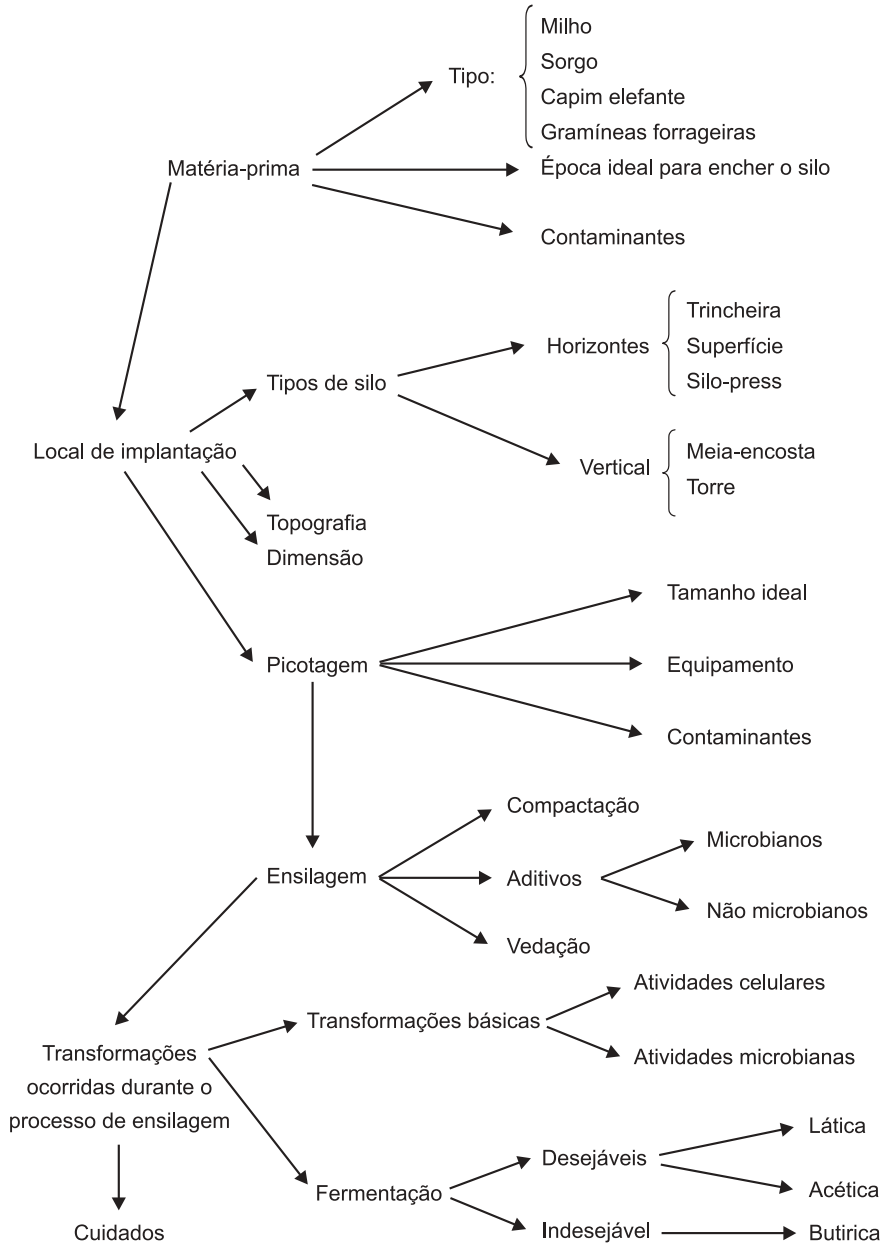 Milho
Tipo:
Sorgo
Capim elefante
Gramíneas forrageiras
Matéria-prima
Época ideal para encher o silo
Contaminantes
Trincheira
Horizontes
Superfície
Silo-press
Tipos de silo
Local de implantação
Meia-encosta
Vertical
Torre
Topografia
Dimensão
Tamanho ideal
Picotagem
Equipamento
Contaminantes
Compactação
Microbianos
Ensilagem
Aditivos
Não microbianos
Vedação
Atividades celulares
Transformações básicas
Atividades microbianas
Transformações
ocorridas durante o
processo de ensilagem
Lática
Desejáveis
Fermentação
Acética
Cuidados
Indesejável
Butirica